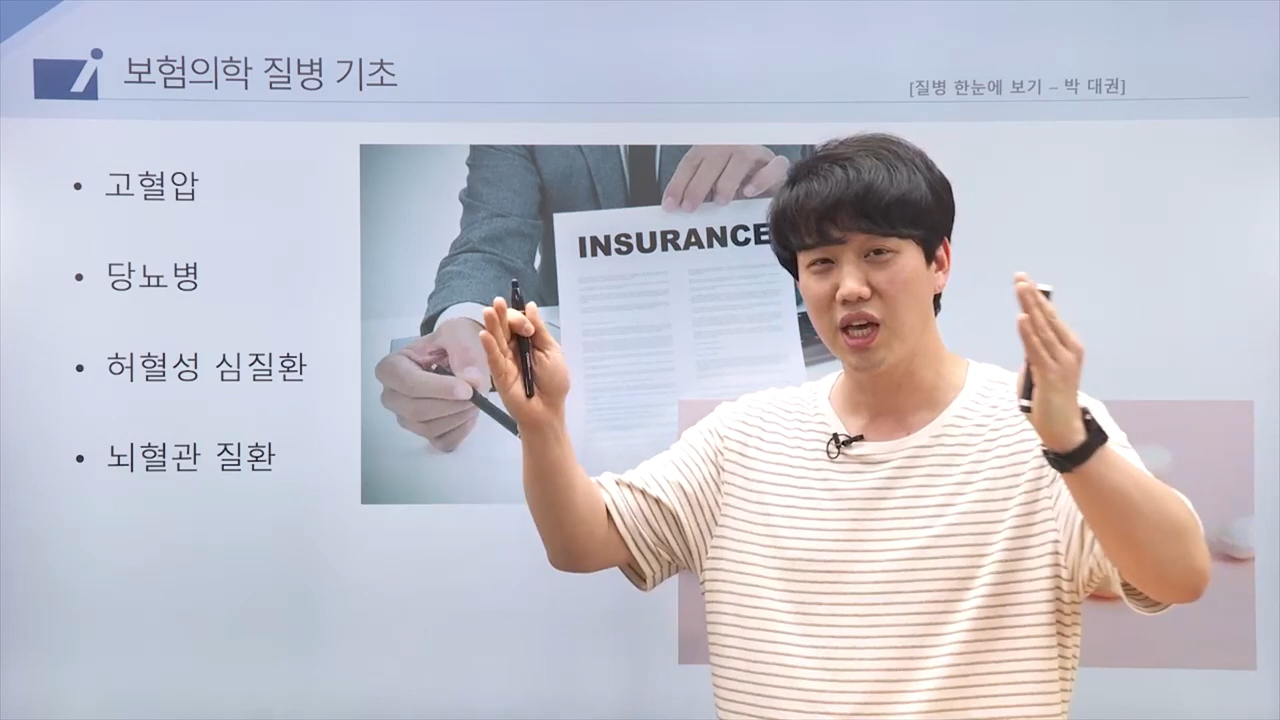 보험의학 질병 기초
[질병 한눈에 보기 – 박 대권]
• 고혈압
• 당뇨병
• 허혈성 심질환
• 뇌혈관 질환
INSURANCE